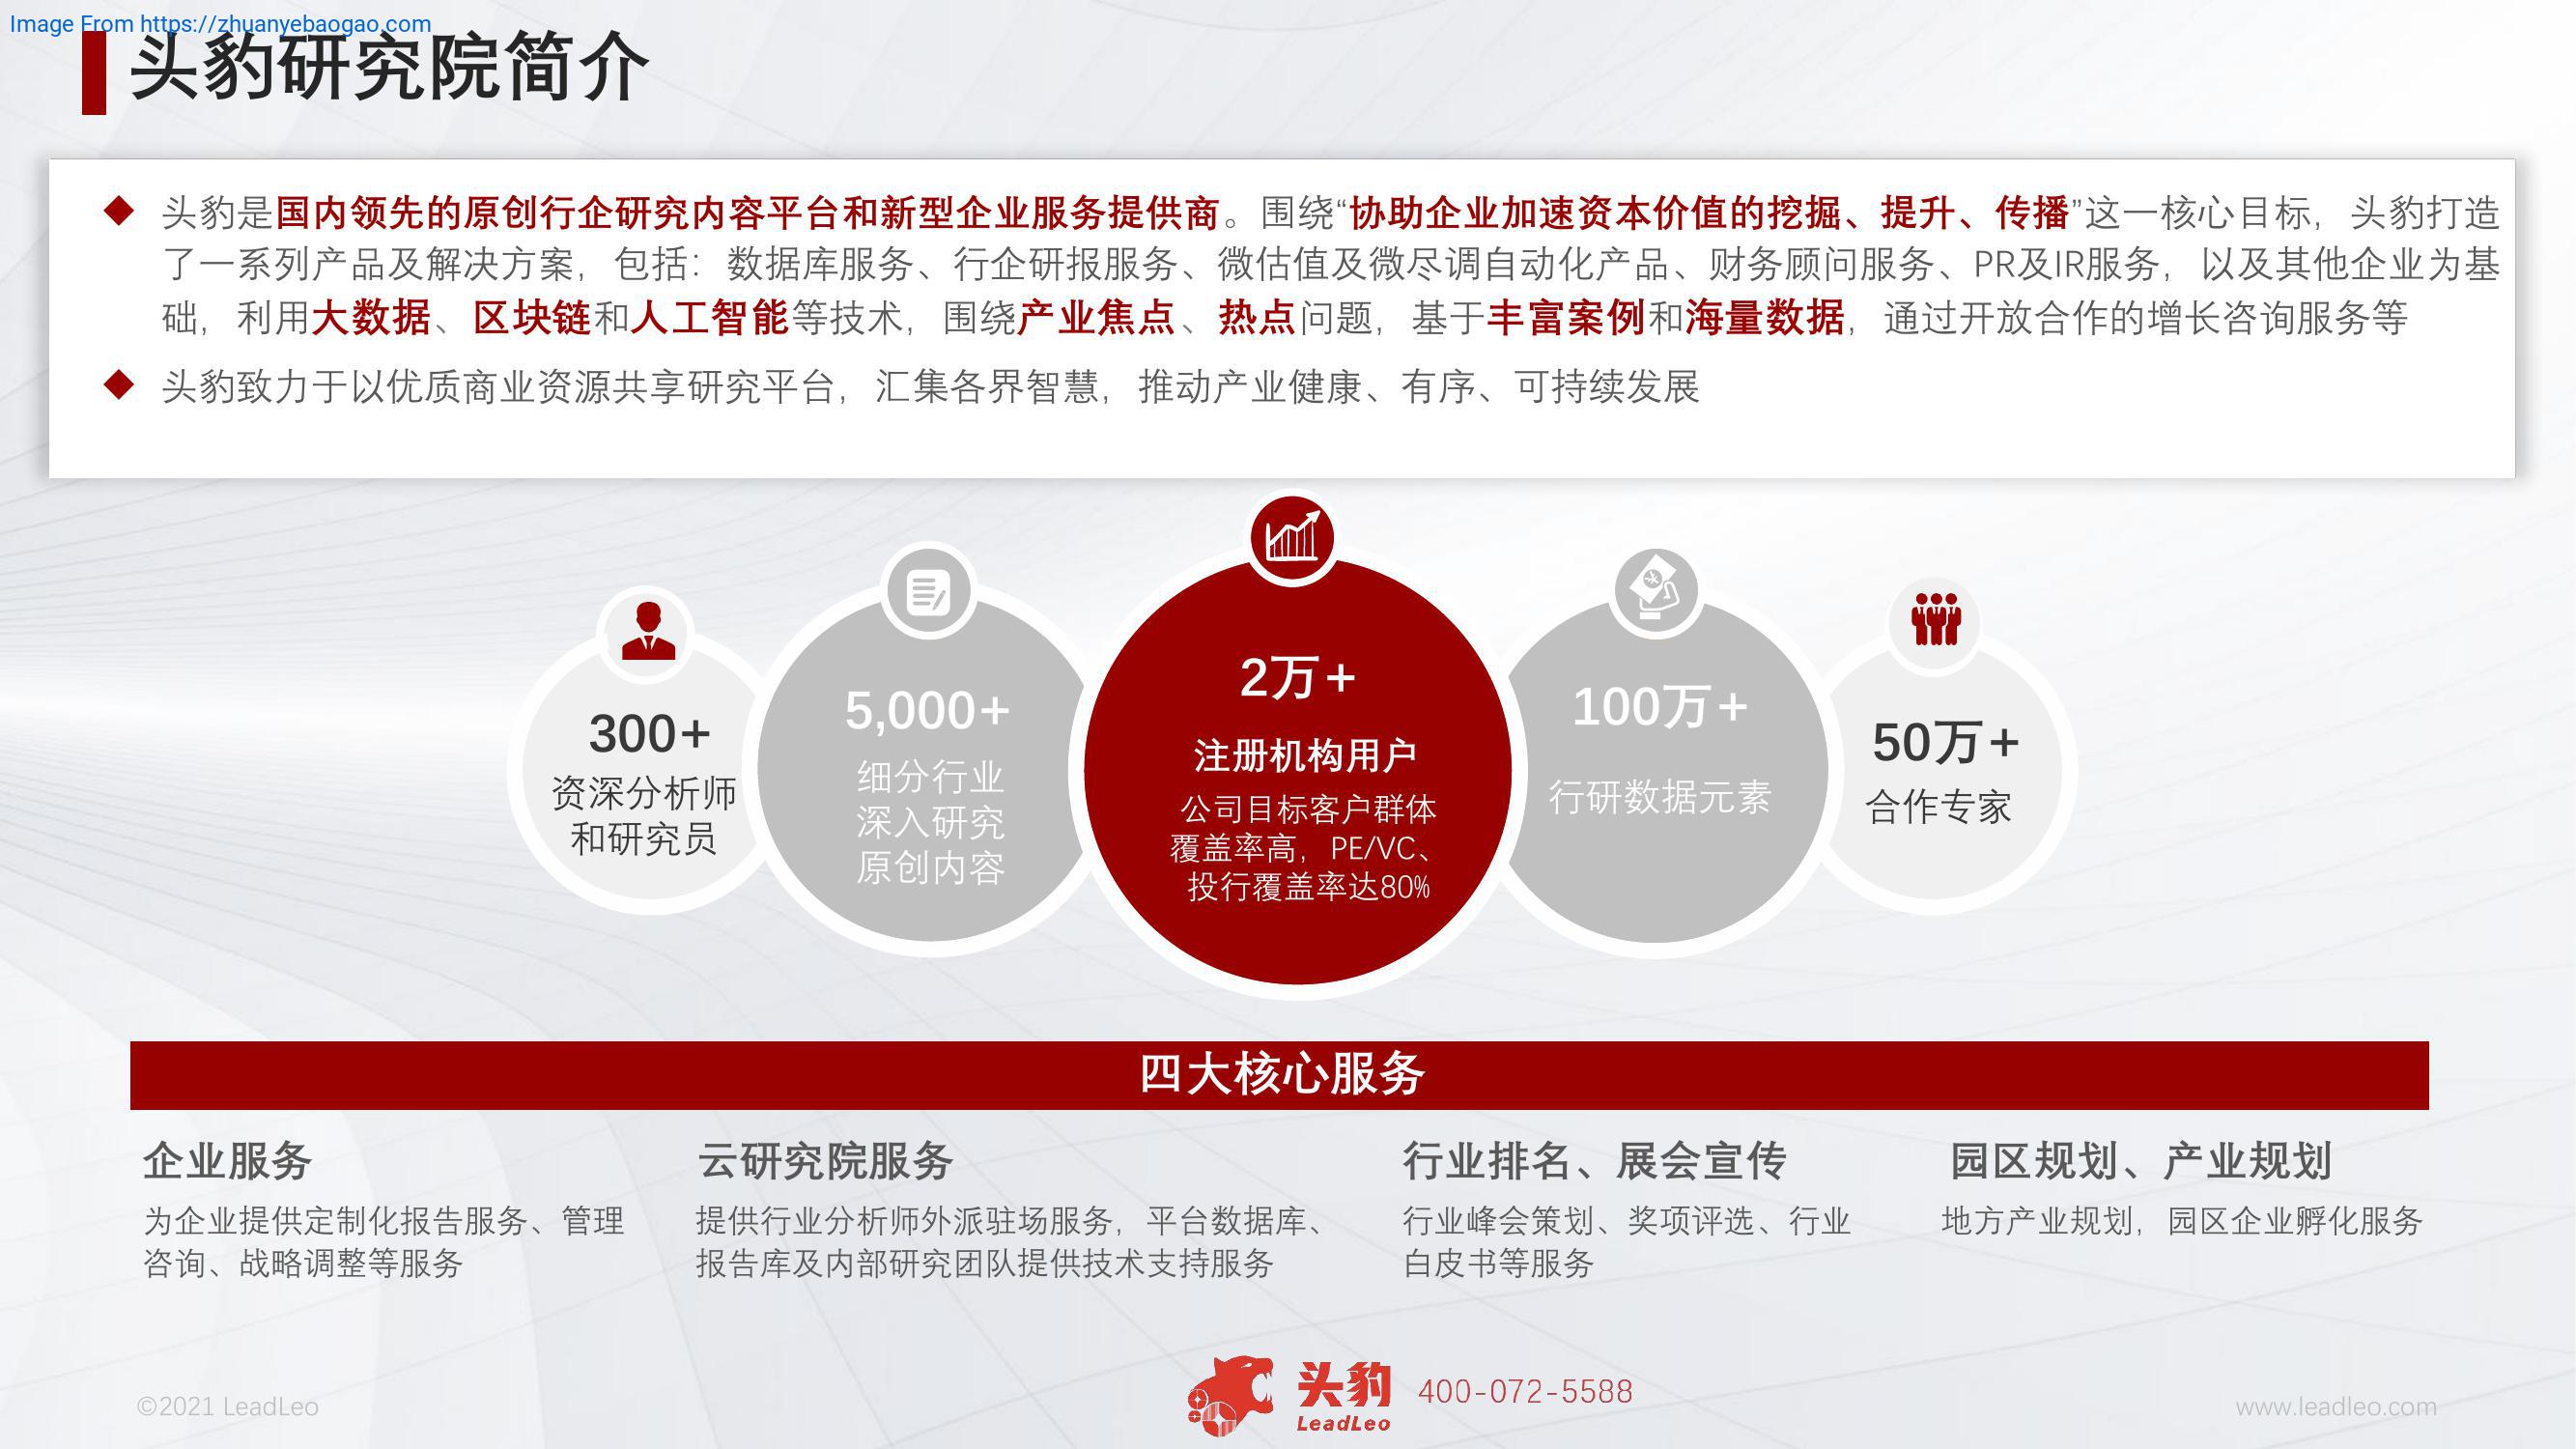 Image From https://zhuanyebaogao.com
头豹研究院简介
头豹是国内领先的原创行企研究内容平台和新型企业服务提供商。围绕“协助企业加速资本价值的挖掘、提升、传播”这一核心目标，头豹打造
了一系列产品及解决方案，包括：数据库服务、行企研报服务、微估值及微尽调自动化产品、财务顾问服务、PR及IR服务，以及其他企业为基
础，利用大数据、区块链和人工智能等技术，围绕产业焦点、热点问题，基于丰富案例和海量数据，通过开放合作的增长咨询服务等
头豹致力于以优质商业资源共享研究平台，汇集各界智慧，推动产业健康、有序、可持续发展
300+
资深分析师
和研究员
5,000+
细分行业
深入研究
原创内容
2万+
注册机构用户
公司目标客户群体
覆盖率高，PE/VC、
投行覆盖率达80%
100万+
行研数据元素
50万+
合作专家
四大核心服务
企业服务
为企业提供定制化报告服务、管理
咨询、战略调整等服务
云研究院服务
提供行业分析师外派驻场服务，平台数据库、
报告库及内部研究团队提供技术支持服务
行业排名、展会宣传
行业峰会策划、奖项评选、行业
白皮书等服务
园区规划、产业规划
地方产业规划，园区企业孵化服务
©2021 LeadLeo
头豹
LeadLeo
400-072-5588
www.leadleo.com